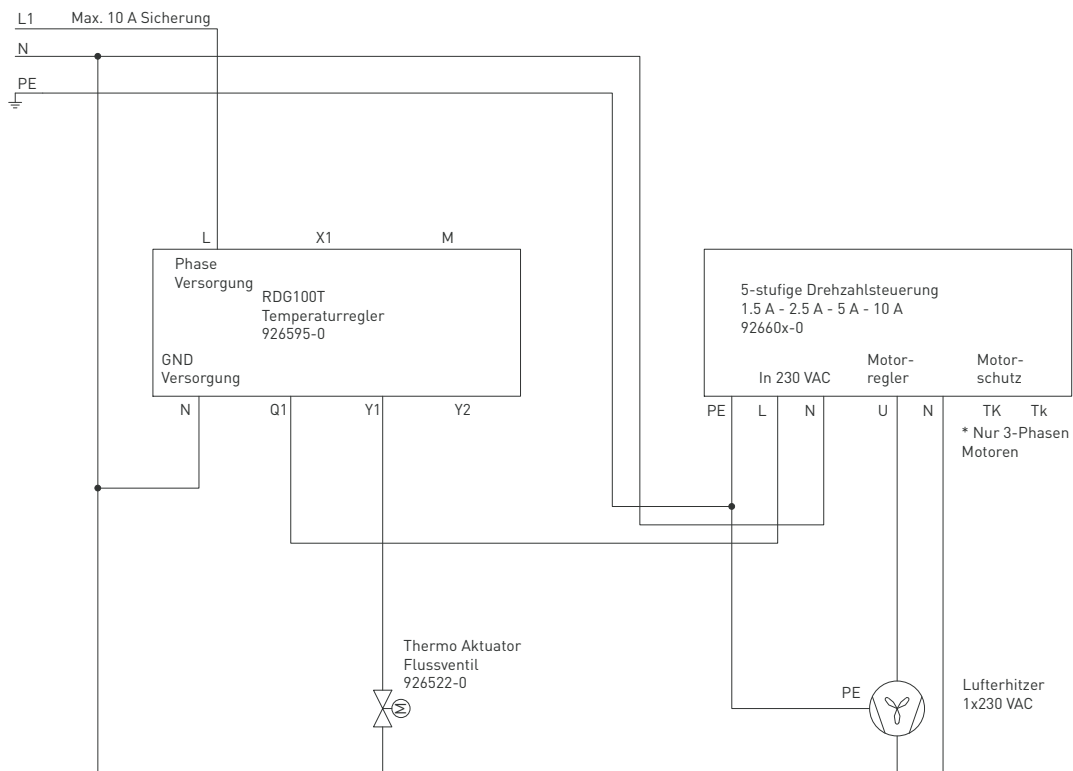 L1 Max. 10 A Sicherung
N
PE
L X1 M
Phase
Versorgung
RDG100T
Temperaturregler
926595-0
GND
Versorgung
N Q1 Y1 Y2
5-stufige Drehzahlsteuerung
1.5 A - 2.5 A - 5 A - 10 A
92660x-0
In 230 VAC
Motor-
regler
Motor-
schutz
PE L N U N TK Tk
* Nur 3-Phasen
Motoren
Thermo Aktuator
Flussventil
926522-0
M
PE
Lufterhitzer
1x230 VAC